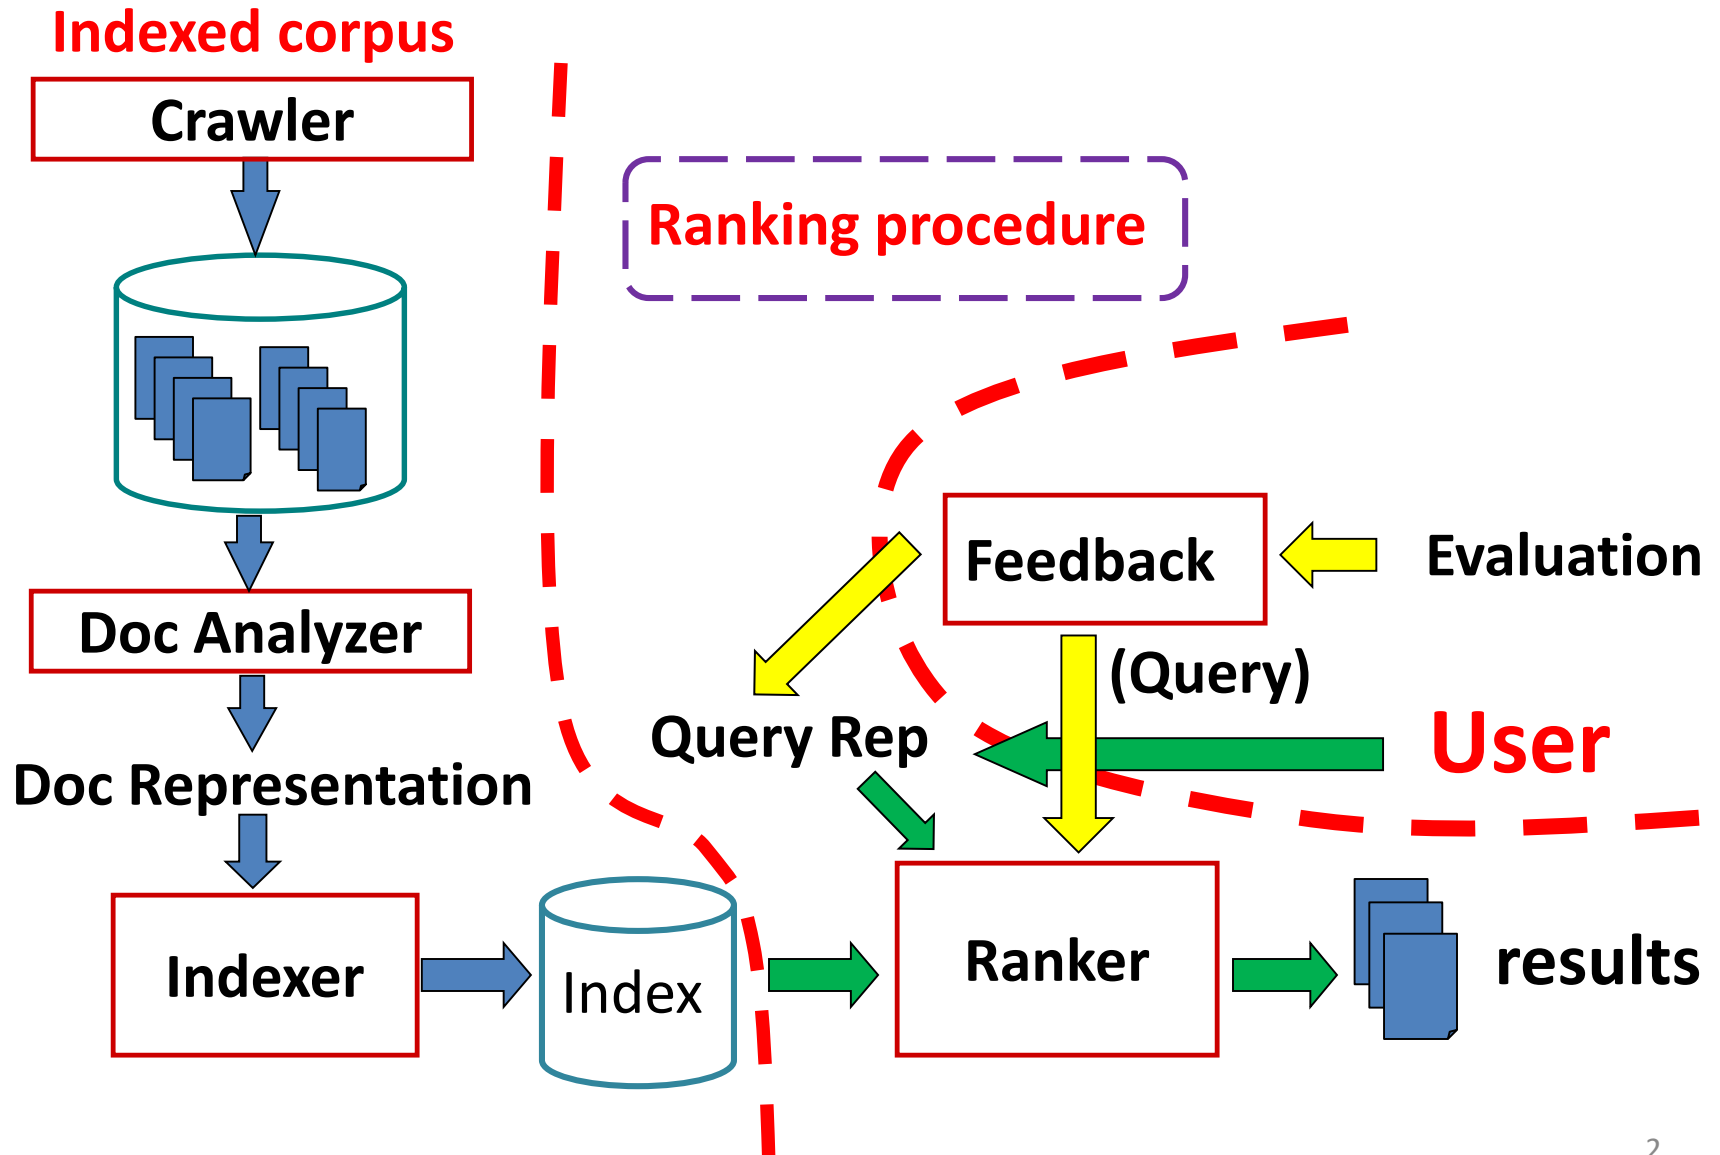 Indexed corpus
Crawler
Ranking procedure
Feedback
Evaluation
Doc Analyzer
(Query)
Query Rep
User
Doc Representation
Indexer
Index
Ranker
results
2